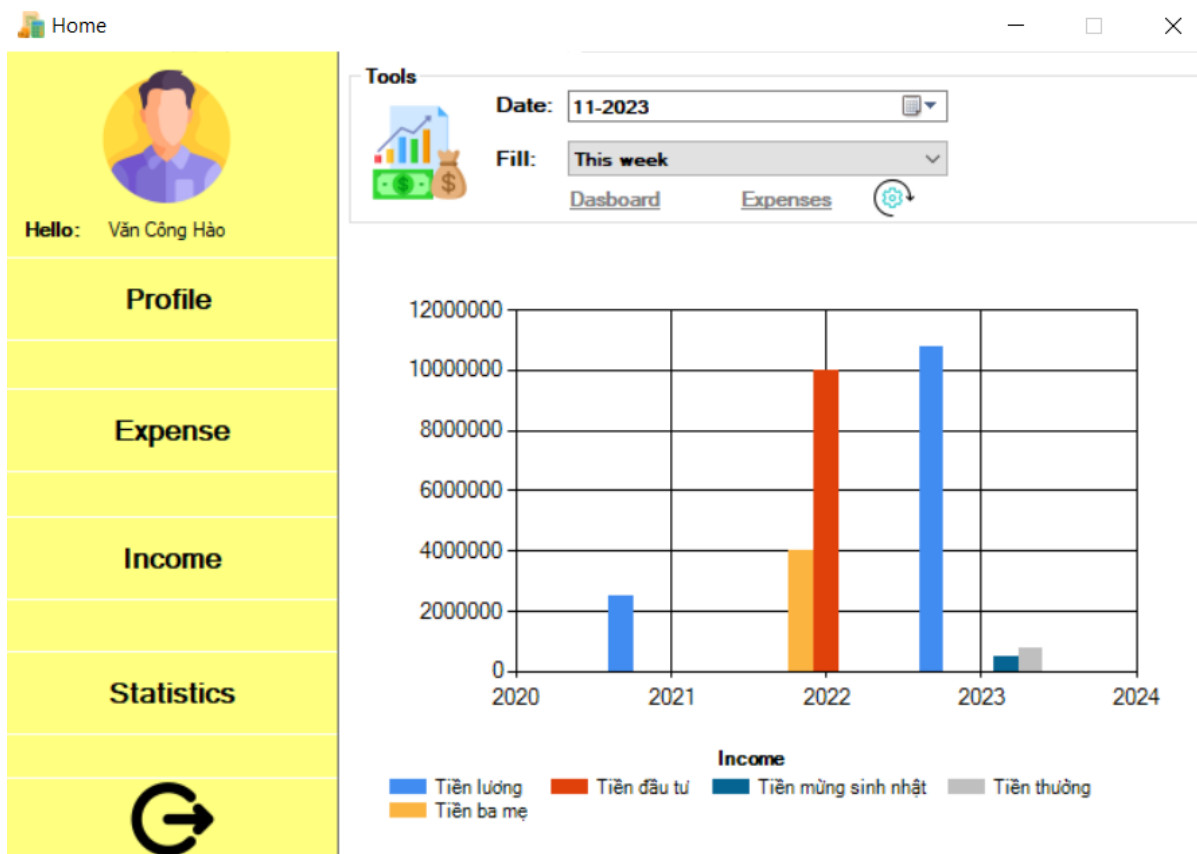 Home
Hello: Văn Công Hào
Profile
Expense
Income
Statistics
Tools
Date: 11-2023
Fill: This week
Dasboard Expenses
12000000
10000000
8000000
6000000
4000000
2000000
0
2020 2021 2022 2023 2024
Income
Tiền lương Tiền đầu tư Tiền mừng sinh nhật Tiền thưởng
Tiền ba mẹ